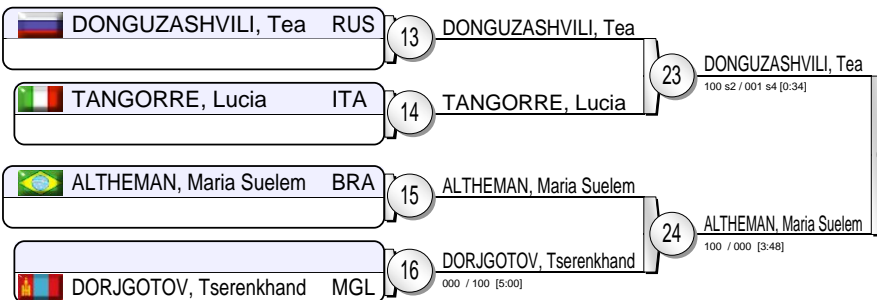 DONGUZASHVILI, Tea RUS
13
DONGUZASHVILI, Tea
23
DONGUZASHVILI, Tea
100 s2 / 001 s4 [0:34]
TANGORRE, Lucia ITA
14
TANGORRE, Lucia
ALTHEMAN, Maria Suelem BRA
15
ALTHEMAN, Maria Suelem
24
ALTHEMAN, Maria Suelem
100 / 000 [3:48]
DORJGOTOV, Tserenkhand MGL
16
DORJGOTOV, Tserenkhand
000 / 100 [5:00]